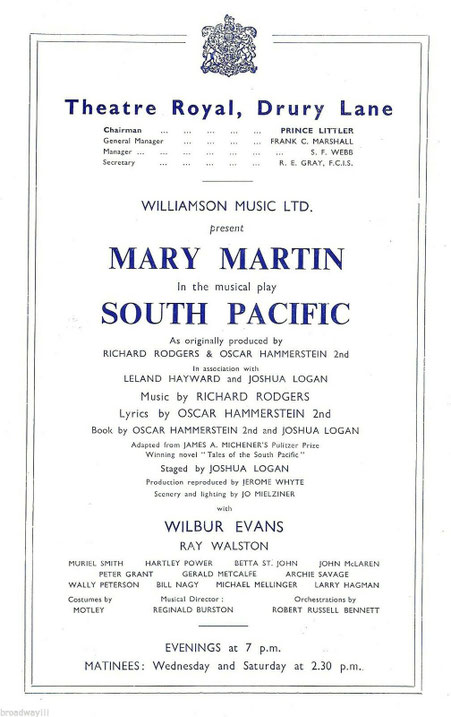 Theatre Royal, Drury Lane
Chairman ... ... ... ... ... PRINCE LITTLER
General Manager ... ... ... ... FRANK C. MARSHALL
Manager ... ... ... ... ... ... ... S. F. WEBB
Secretary ... ... ... ... ... R. E. GRAY, F.C.I.S.
WILLIAMSON MUSIC LTD.
present
MARY MARTIN
In the musical play
SOUTH PACIFIC
As originally produced by
RICHARD RODGERS & OSCAR HAMMERSTEIN 2nd
In association with
LELAND HAYWARD and JOSHUA LOGAN
Music by RICHARD RODGERS
Lyrics by OSCAR HAMMERSTEIN 2nd
Book by OSCAR HAMMERSTEIN 2nd and JOSHUA LOGAN
Adapted from JAMES A. MICHENER'S Pulitzer Prize
Winning novel "Tales of the South Pacific"
Staged by JOSHUA LOGAN
Production reproduced by JEROME WHYTE
Scenery and lighting by JO MIELZINER
with
WILBUR EVANS
RAY WALSTON
MURIEL SMITH HARTLEY POWER BETTA ST. JOHN JOHN McLAREN
PETER GRANT GERALD METCALFE ARCHIE SAVAGE
WALLY PETERSON BILL NAGY MICHAEL MELLINGER LARRY HAGMAN
Costumes by Musical Director: Orchestrations by
MOTLEY REGINALD BURSTON ROBERT RUSSELL BENNETT
EVENINGS at 7 p.m.
MATINEES: Wednesday and Saturday at 2.30 p.m.
broadwaylll